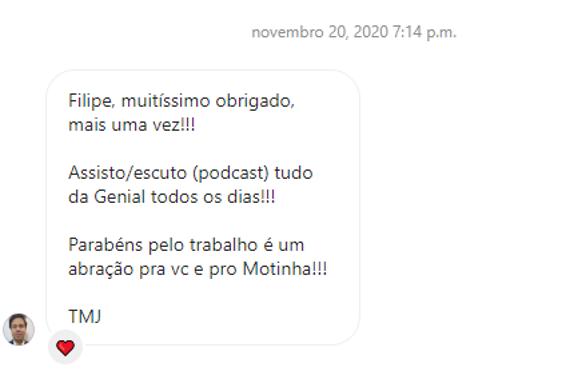 novembro 20, 2020 7:14 p.m.
Filipe, muitíssimo obrigado,
mais uma vez!!!
Assisto/escuto (podcast) tudo
da Genial todos os dias!!!
Parabéns pelo trabalho é um
abração pra vc e pro Motinha!!!
TMJ